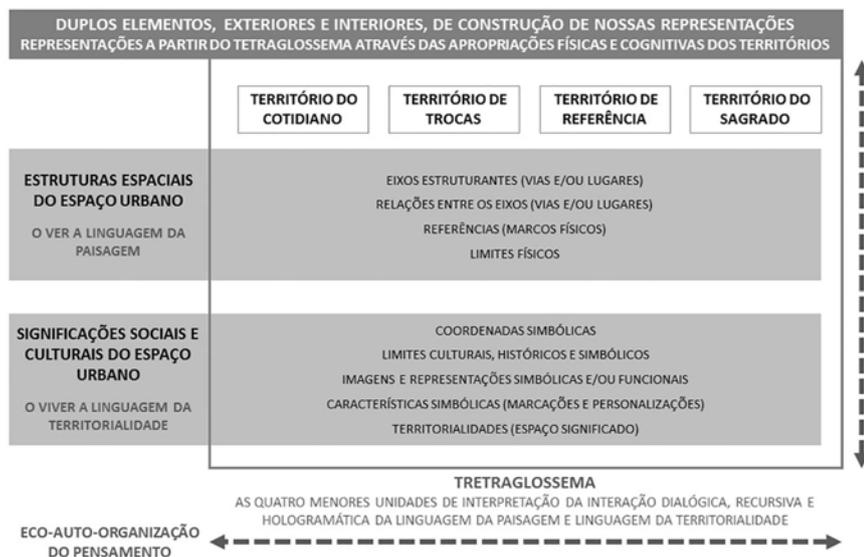 DUPLOS ELEMENTOS, EXTERIORES E INTERIORES, DE CONSTRUÇÃO DE NOSSAS REPRESENTAÇÕES
REPRESENTAÇÕES A PARTIR DO TETRAGLOSSEMA ATRAVÉS DAS APROPRIAÇÕES FÍSICAS E COGNITIVAS DOS TERRITÓRIOS
TERRITÓRIO DO
COTIDIANO
TERRITÓRIO DE
TROCAS
TERRITÓRIO DE
REFERÊNCIA
TERRITÓRIO DO
SAGRADO
ESTRUTURAS ESPACIAIS
DO ESPAÇO URBANO
O VER A LINGUAGEM DA
PAISAGEM
EIXOS ESTRUTURANTES (VIAS E/OU LUGARES)
RELAÇÕES ENTRE OS EIXOS (VIAS E/OU LUGARES)
REFERÊNCIAS (MARCOS FÍSICOS)
LIMITES FÍSICOS
SIGNIFICAÇÕES SOCIAIS E
CULTURAIS DO ESPAÇO
URBANO
O VIVER A LINGUAGEM DA
TERRITORIALIDADE
COORDENADAS SIMBÓLICAS
LIMITES CULTURAIS, HISTÓRICOS E SIMBÓLICOS
IMAGENS E REPRESENTAÇÕES SIMBÓLICAS E/OU FUNCIONAIS
CARACTERÍSTICAS SIMBÓLICAS (MARCAÇÕES E PERSONALIZAÇÕES)
TERRITORIALIDADES (ESPAÇO SIGNIFICADO)
TRETRAGLOSSEMA
AS QUATRO MENORES UNIDADES DE INTERPRETAÇÃO DA INTERAÇÃO DIALÓGICA, RECURSIVA E
HOLOGRAMÁTICA DA LINGUAGEM DA PAISAGEM E LINGUAGEM DA TERRITORIALIDADE
ECO-AUTO-ORGANIZAÇÃO
DO PENSAMENTO